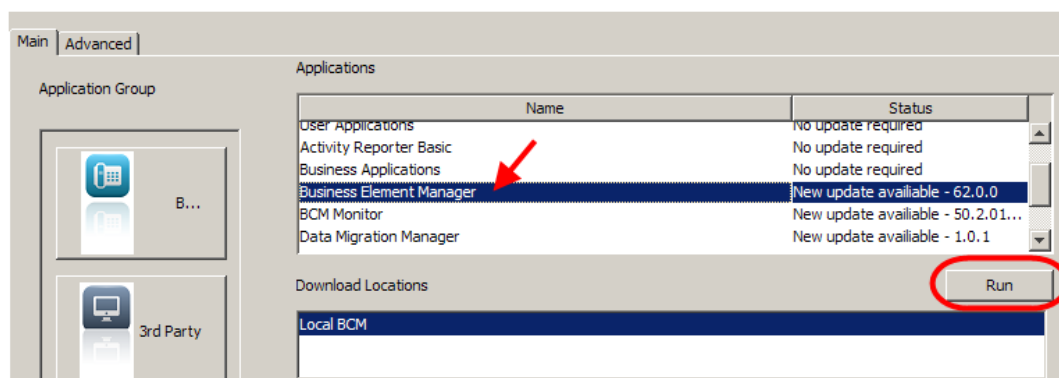 Main Advanced
Application Group
Applications
Name Status
User Applications No update required
Activity Reporter Basic No update required
Business Applications No update required
Business Element Manager New update availiable - 62.0.0
BCM Monitor New update availiable - 50.2.01...
Data Migration Manager New update availiable - 1.0.1
B...
3rd Party
Download Locations Run
Local BCM